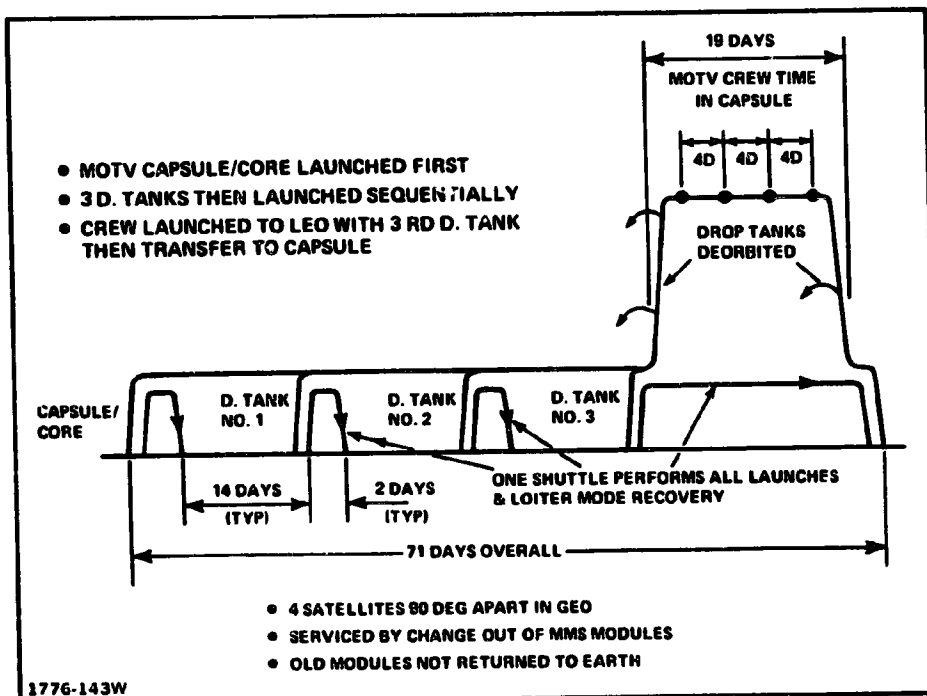 19 DAYS
MOTV CREW TIME
IN CAPSULE
4D 4D 4D
• MOTV CAPSULE/CORE LAUNCHED FIRST
• 3 D. TANKS THEN LAUNCHED SEQUENTIALLY
• CREW LAUNCHED TO LEO WITH 3 RD D. TANK
THEN TRANSFER TO CAPSULE
DROP TANKS
DEORBITED
CAPSULE/
CORE
D. TANK
NO. 1
D. TANK
NO. 2
D. TANK
NO. 3
ONE SHUTTLE PERFORMS ALL LAUNCHES
& LOITER MODE RECOVERY
14 DAYS
(TYP)
2 DAYS
(TYP)
71 DAYS OVERALL
• 4 SATELLITES 90 DEG APART IN GEO
• SERVICED BY CHANGE OUT OF MMS MODULES
• OLD MODULES NOT RETURNED TO EARTH
1776-143W